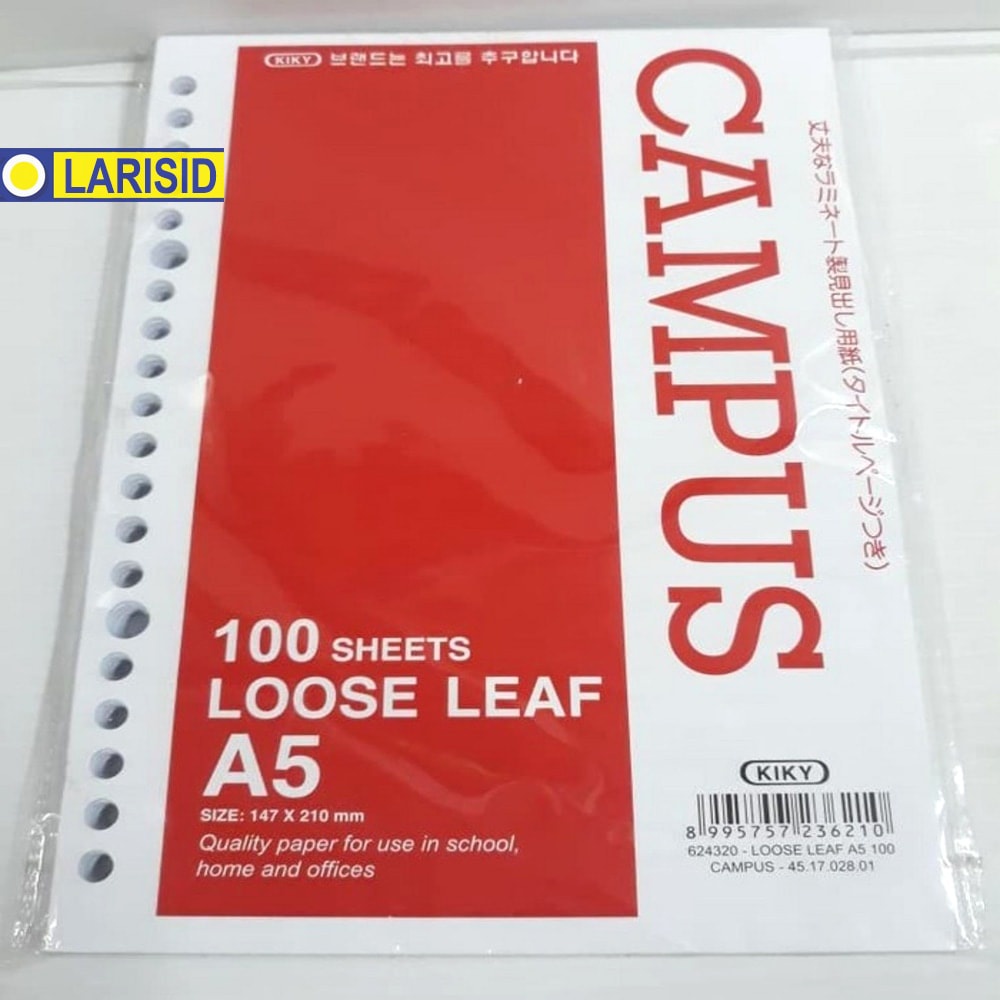 KIKY 브랜드는 최고를 추구합니다
CAMPUS
丈夫なラミネート製見出し用紙(タイトルページつき)
LARISID
100 SHEETS
LOOSE LEAF
A5
SIZE: 147 X 210 mm
Quality paper for use in school,
home and offices
KIKY
8 995757 236210
624320 - LOOSE LEAF A5 100
CAMPUS - 45.17.028.01